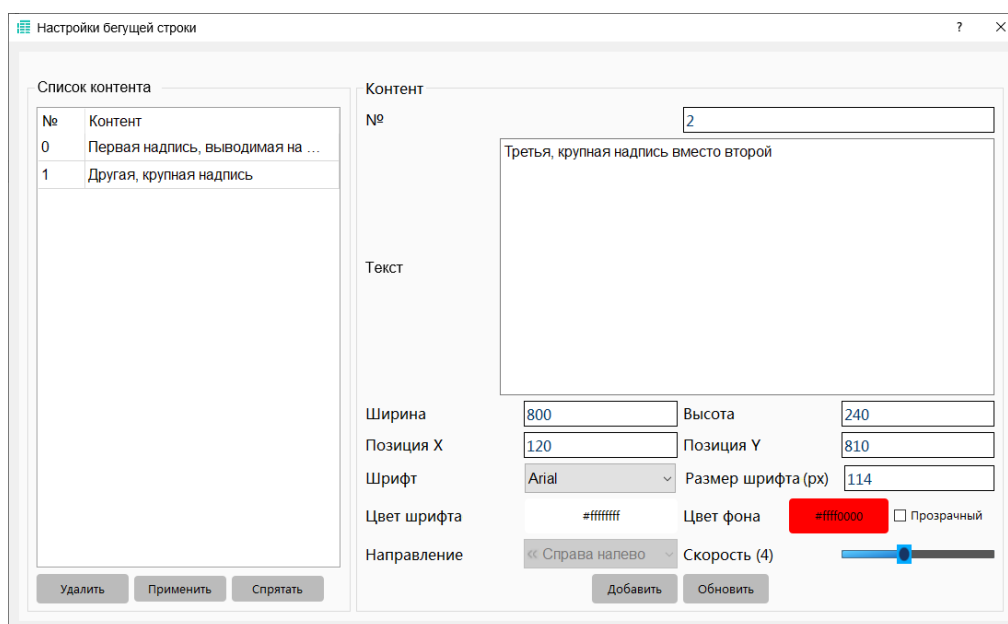 Настройки бегущей строки
?
Список контента
№ Контент
0 Первая надпись, выводимая на ...
1 Другая, крупная надпись
Удалить Применить Спрятать
Контент
№ 2
Текст
Третья, крупная надпись вместо второй
Ширина 800 Высота 240
Позиция X 120 Позиция Y 810
Шрифт Arial Размер шрифта (px) 114
Цвет шрифта #ffffffff Цвет фона #ffff0000 Прозрачный
Направление « Справа налево Скорость (4)
Добавить Обновить